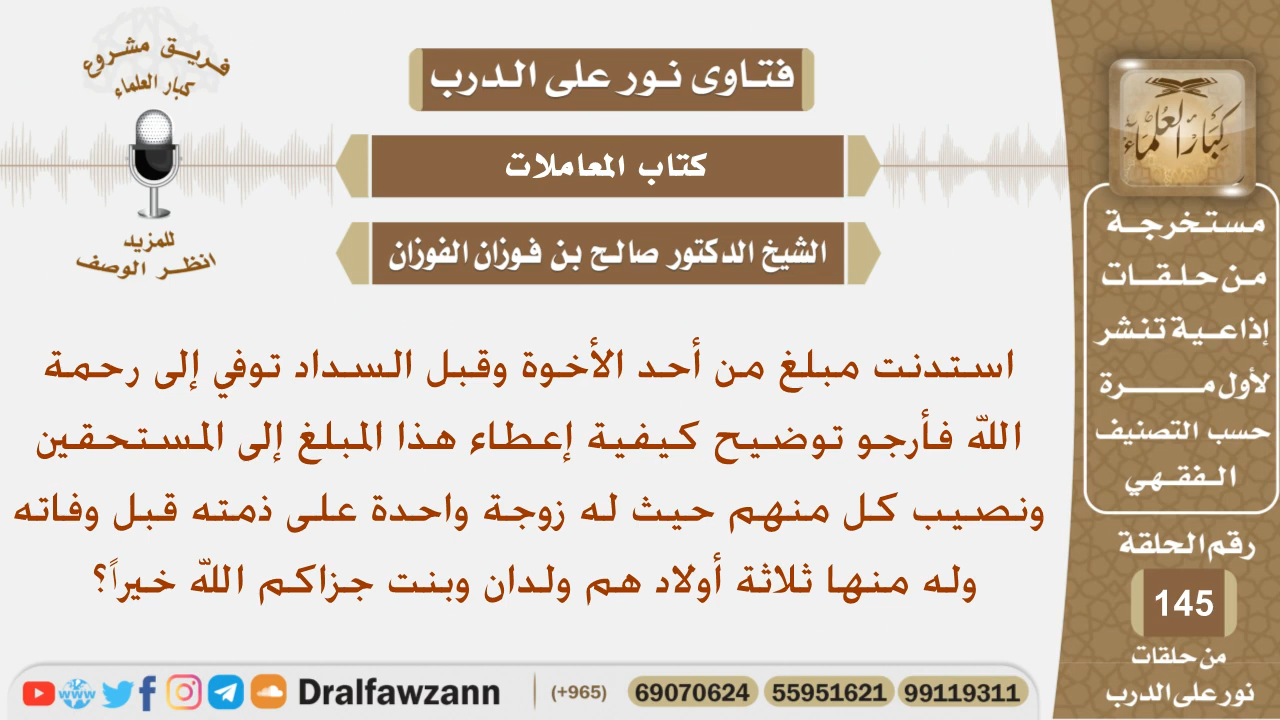 فريق مشروع
كبار العلماء
للمزيد
انظر الوصف
فتاوى نور على الدرب
كتاب المعاملات
الشيخ الدكتور صالح بن فوزان الفوزان
استدنت مبلغ من أحد الأخوة وقبل السداد توفي إلى رحمة
الله فأرجو توضيح كيفية إعطاء هذا المبلغ إلى المستحقين
ونصيب كل منهم حيث له زوجة واحدة على ذمته قبل وفاته
وله منها ثلاثة أولاد هم ولدان وبنت جزاكم الله خيراً؟
كبار العلماء
مستخرجة
من حلقات
إذاعية تنشر
لأول مرة
حسب التصنيف
الفقهي
رقم الحلقة
145
من حلقات
نور على الدرب
www
Dralfawzann
(+965)
69070624
55951621
99119311